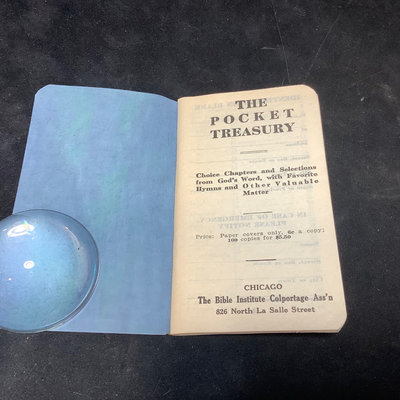 THE
POCKET
TREASURY
Choice Chapters and Selections
from God's Word, with Favorite
Hymns and Other Valuable
Matter
Price: Paper covers only, 6c a copy;
100 copies for $5.50
CHICAGO
The Bible Institute Colportage Ass'n
826 North La Salle Street